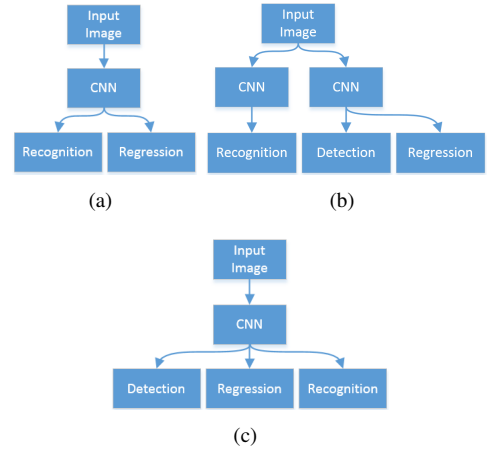 Input
Image
CNN
Recognition
Regression
(a)
Input
Image
CNN
CNN
Recognition
Detection
Regression
(b)
Input
Image
CNN
Detection
Regression
Recognition
(c)